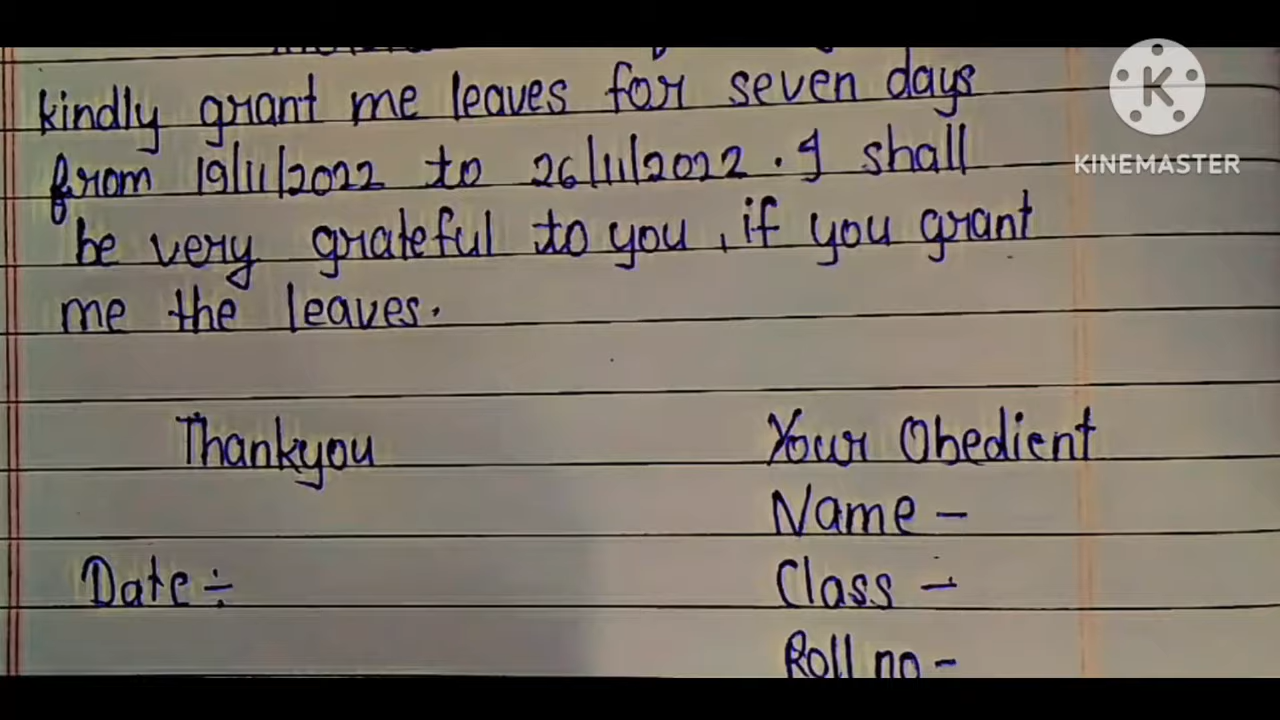 kindly grant me leaves for seven days
from 19/11/2022 to 26/11/2022. I shall
be very grateful to you, if you grant
me the leaves.
Thankyou
Your Obedient
Name -
Date ÷
Class ÷
Roll no -
K
KINEMASTER